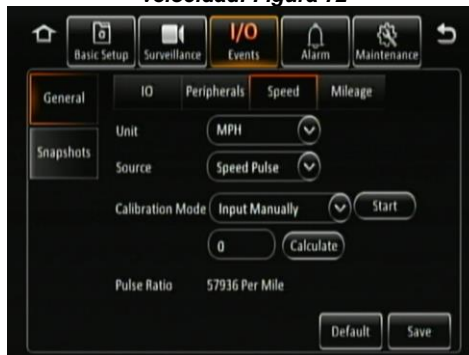 Velocidad. Figura 72
Basic Setup
Surveillance
I/O
Events
Alarm
Maintenance
General
IO
Peripherals
Speed
Mileage
Snapshots
Unit
MPH
Source
Speed Pulse
Calibration Mode
Input Manually
Start
0
Calculate
Pulse Ratio
57936 Per Mile
Default
Save